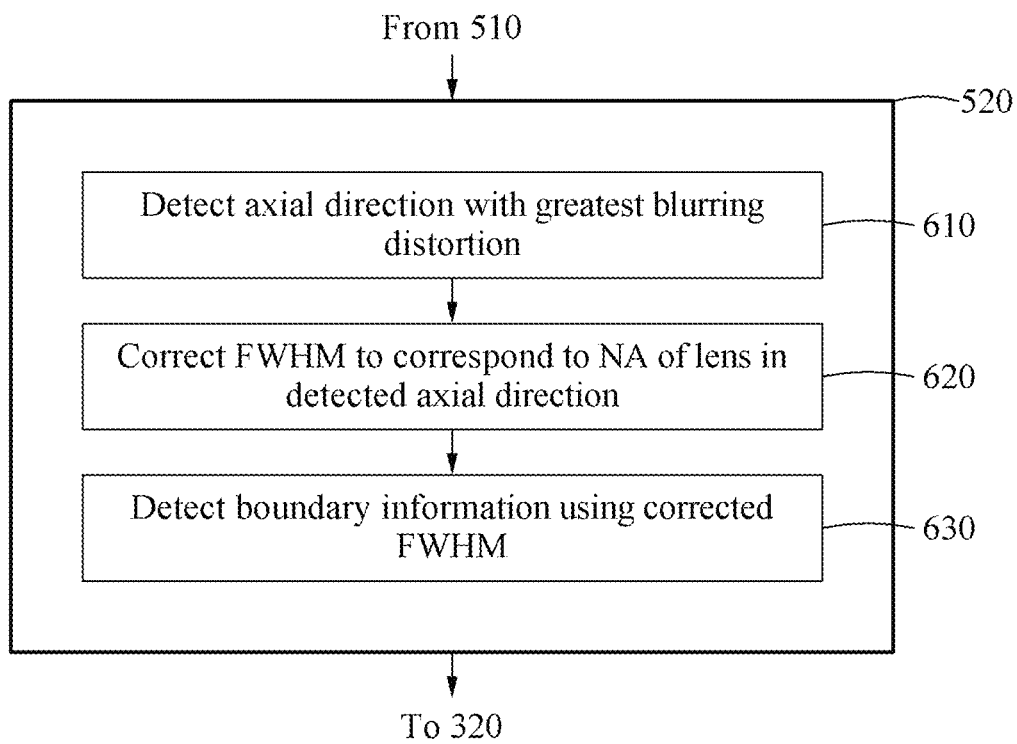 From 510
520
Detect axial direction with greatest blurring
distortion
610
Correct FWHM to correspond to NA of lens in
detected axial direction
620
Detect boundary information using corrected
FWHM
630
To 320